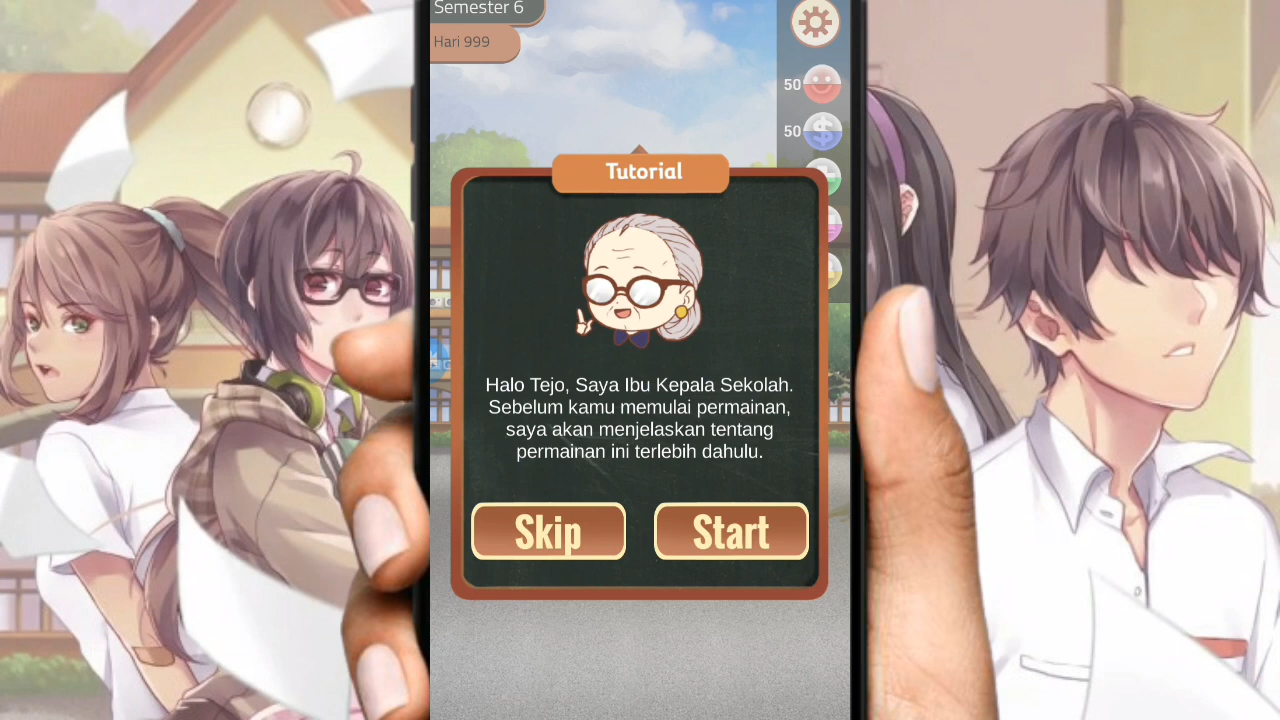 Semester 6
Hari 999
50
50
Tutorial
Halo Tejo, Saya Ibu Kepala Sekolah.
Sebelum kamu memulai permainan,
saya akan menjelaskan tentang
permainan ini terlebih dahulu.
Skip
Start